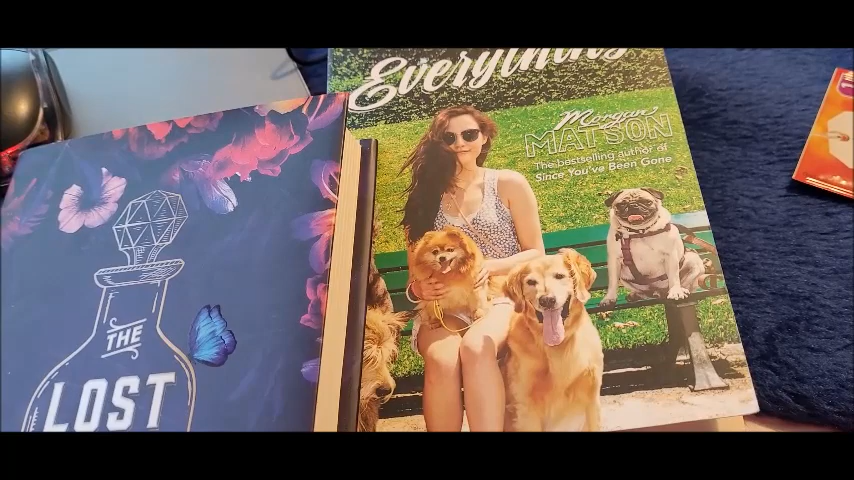 THE
LOST
Everything
Morgan
MATSON
The bestselling author of
Since You've Been Gone